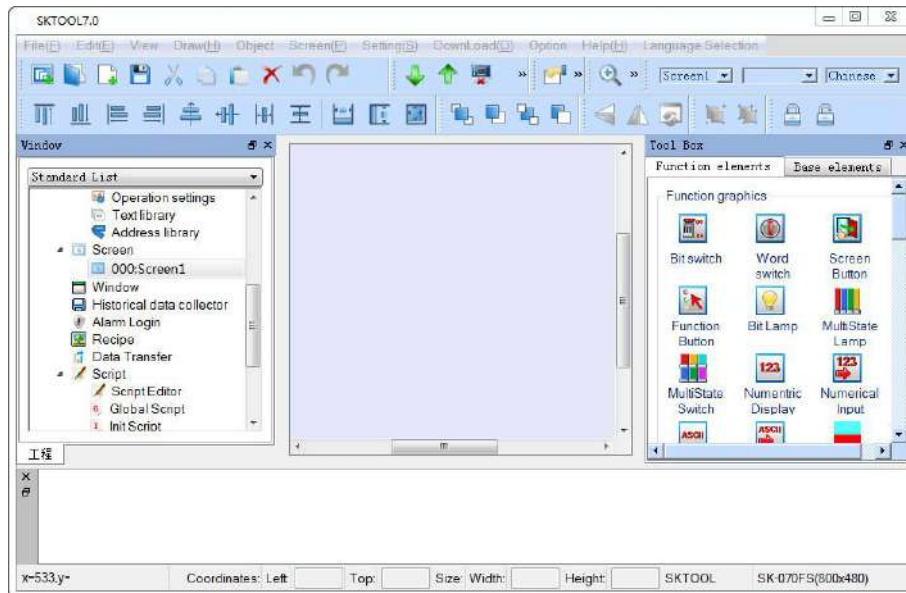 SKTOOL7.0
File(F) Edit(E) View Draw(H) Object Screen(F) Setting(S) DownLoad(D) Option Help(H) Language Selection
Screen1 Chinese
Window
Tool Box
Function elements Base elements
Standard List
Operation settings
Text library
Address library
Screen
000:Screen1
Window
Historical data collector
Alarm Login
Recipe
Data Transfer
Script
Script Editor
Global Script
Init Script
工程
Function graphics
Bit switch Word switch Screen Button
Function Button Bit Lamp MultiState Lamp
123 123
MultiState Switch Numentric Display Numerical Input
ASCII ASCII
x=533.y=
Coordinates: Left: Top: Size: Width: Height: SKTOOL SK-070FS(800x480)